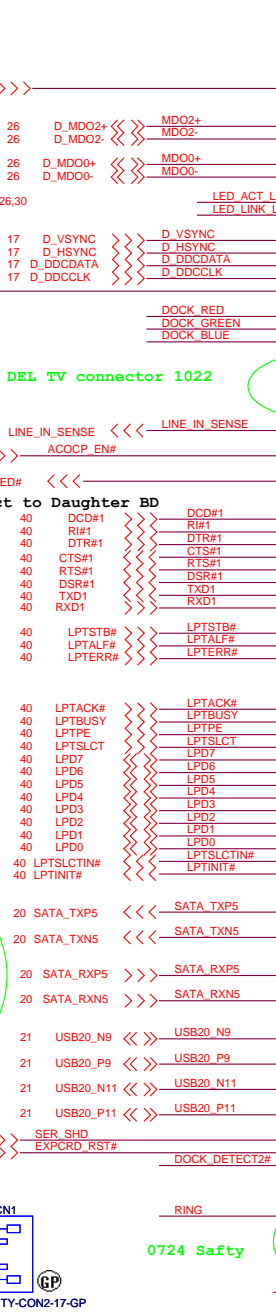 26 D_MDO2+ MDO2+
26 D_MDO2- MDO2-
26 D_MDO0+ MDO0+
26 D_MDO0- MDO0-
26,30
LED_ACT_L
LED_LINK_L
17 D_VSYNC D_VSYNC
17 D_HSYNC D_HSYNC
17 D_DDCDATA D_DDCDATA
17 D_DDCCLK D_DDCCLK
DOCK_RED
DOCK_GREEN
DOCK_BLUE
DEL TV connector 1022
LINE_IN_SENSE LINE_IN_SENSE
ACOCP_EN#
ED#
ct to Daughter BD
40 DCD#1 DCD#1
40 RI#1 RI#1
40 DTR#1 DTR#1
40 CTS#1 CTS#1
40 RTS#1 RTS#1
40 DSR#1 DSR#1
40 TXD1 TXD1
40 RXD1 RXD1
40 LPTSTB# LPTSTB#
40 LPTALF# LPTALF#
40 LPTERR# LPTERR#
40 LPTACK# LPTACK#
40 LPTBUSY LPTBUSY
40 LPTPE LPTPE
40 LPTSLCT LPTSLCT
40 LPD7 LPD7
40 LPD6 LPD6
40 LPD5 LPD5
40 LPD4 LPD4
40 LPD3 LPD3
40 LPD2 LPD2
40 LPD1 LPD1
40 LPD0 LPD0
40 LPTSLCTIN# LPTSLCTIN#
40 LPTINIT# LPTINIT#
20 SATA_TXP5 SATA_TXP5
20 SATA_TXN5 SATA_TXN5
20 SATA_RXP5 SATA_RXP5
20 SATA_RXN5 SATA_RXN5
21 USB20_N9 USB20_N9
21 USB20_P9 USB20_P9
21 USB20_N11 USB20_N11
21 USB20_P11 USB20_P11
SER_SHD
EXPCRD_RST#
DOCK_DETECT2#
CN1
RING
0724 Safty
GP
TY-CON2-17-GP